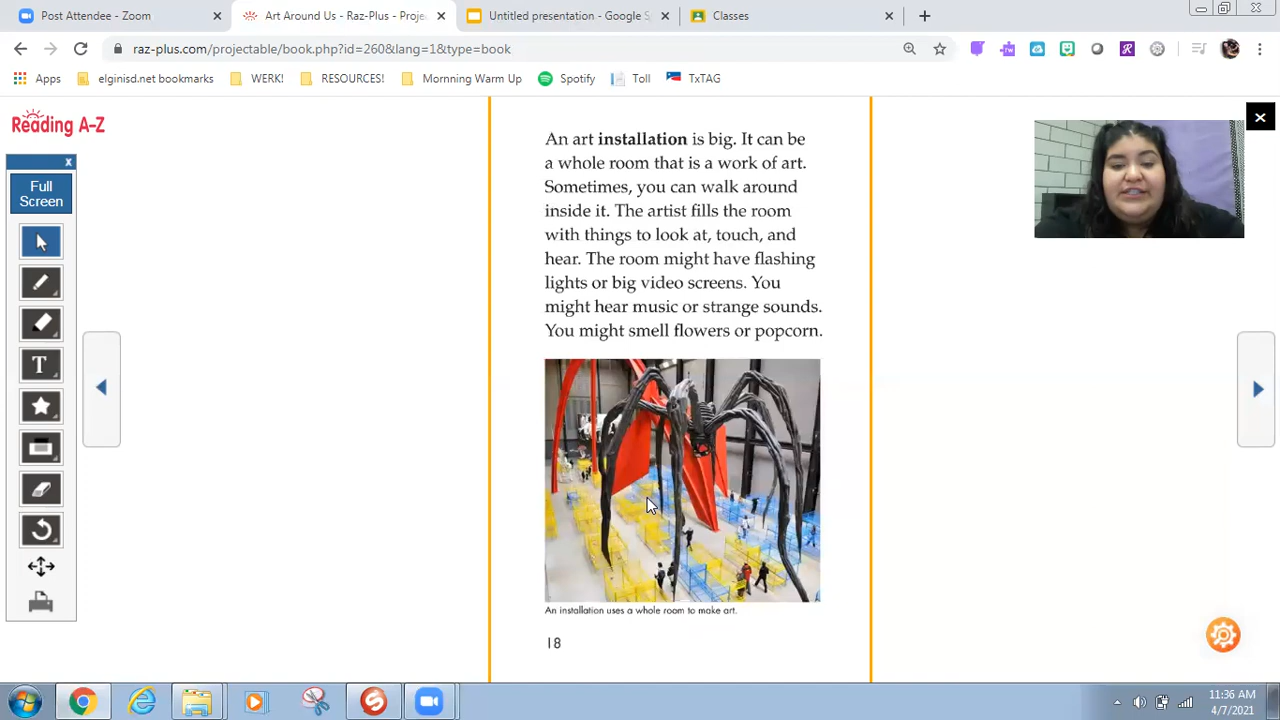 Post Attendee - Zoom
Art Around Us - Raz-Plus - Proje
Untitled presentation - Google S
Classes
raz-plus.com/projectable/book.php?id=260&lang=1&type=book
Apps
elginisd.net bookmarks
WERK!
RESOURCES!
Mornring Warm Up
Spotify
Toll
TxTAG
Reading A-Z
x
Full
Screen
T
An art installation is big. It can be
a whole room that is a work of art.
Sometimes, you can walk around
inside it. The artist fills the room
with things to look at, touch, and
hear. The room might have flashing
lights or big video screens. You
might hear music or strange sounds.
You might smell flowers or popcorn.
An installation uses a whole room to make art.
18
11:36 AM
4/7/2021